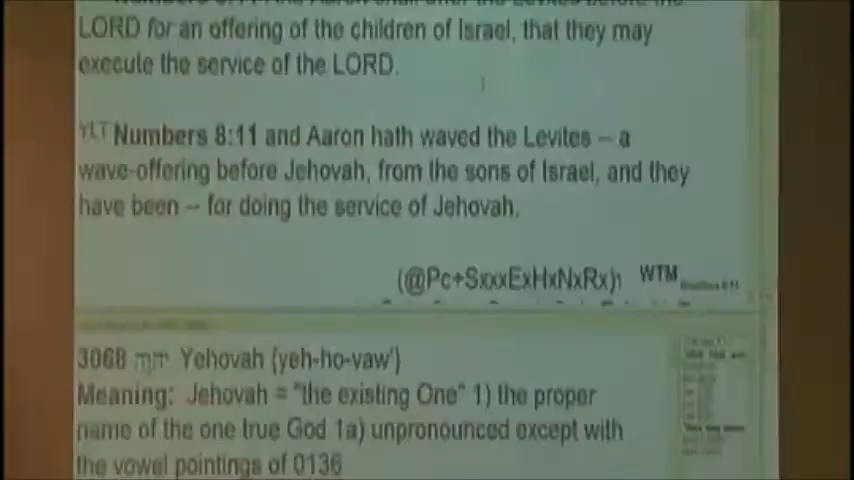 LORD for an offering of the children of Israel, that they may
execute the service of the LORD.
YLT Numbers 8:11 and Aaron hath waved the Levites – a
wave-offering before Jehovah, from the sons of Israel, and they
have been – for doing the service of Jehovah.
(@Pc+SxxxExHxNxRx)
WTM
3068 יהוה Yehovah {yeh-ho-vaw'}
Meaning: Jehovah = "the existing One" 1) the proper
name of the one true God 1a) unpronounced except with
the vowel pointings of 0136